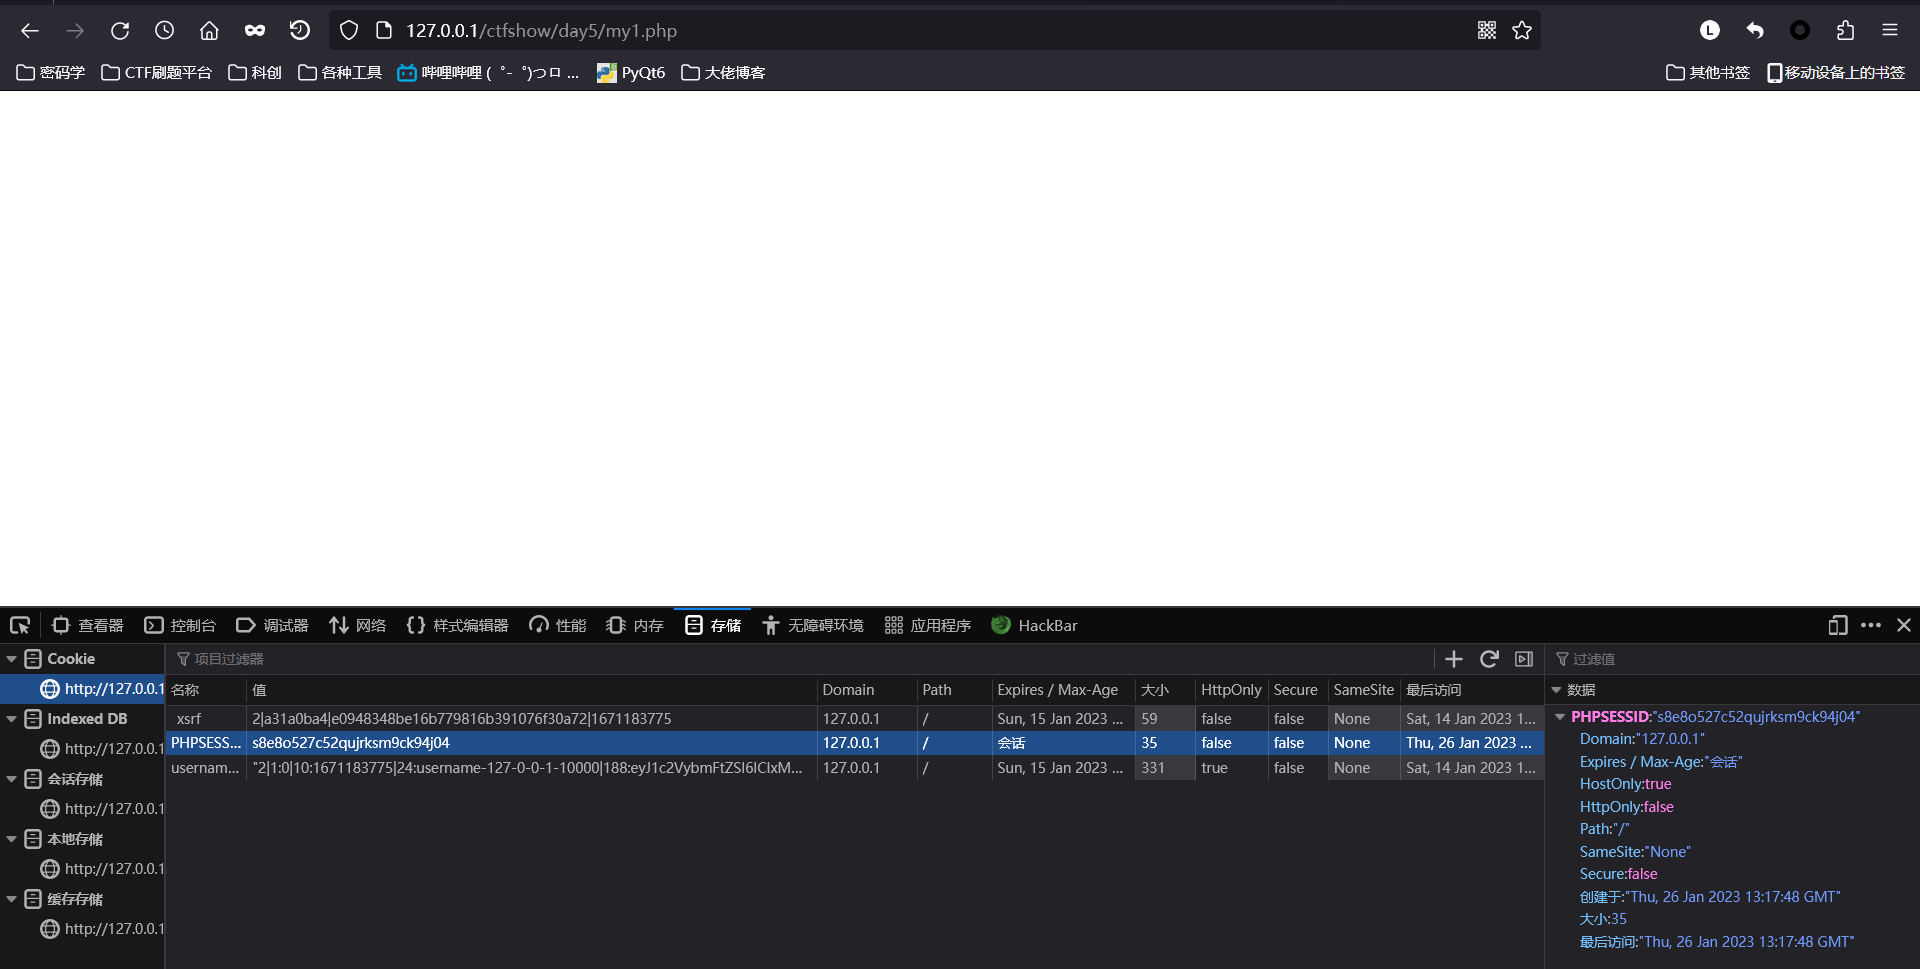 127.0.0.1/ctfshow/day5/my1.php
L
密码学 CTF刷题平台 科创 各种工具 哔哩哔哩 (゜-゜)つロ ... PyQt6 大佬博客 其他书签 移动设备上的书签
查看器 控制台 调试器 网络 样式编辑器 性能 内存 存储 无障碍环境 应用程序 HackBar
Cookie
http://127.0.0.1
Indexed DB
http://127.0.0.1
会话存储
http://127.0.0.1
本地存储
http://127.0.0.1
缓存存储
http://127.0.0.1
项目过滤器
名称 值 Domain Path Expires / Max-Age 大小 HttpOnly Secure SameSite 最后访问
_xsrf 2|a31a0ba4|e0948348be16b779816b391076f30a72|1671183775 127.0.0.1 / Sun, 15 Jan 2023 ... 59 false false None Sat, 14 Jan 2023 1...
PHPSESS... s8e8o527c52qujrksm9ck94j04 127.0.0.1 / 会话 35 false false None Thu, 26 Jan 2023 ...
usernam... "2|1:0|10:1671183775|24:username-127-0-0-1-10000|188:eyJ1c2VybmFtZSI6ICIxM... 127.0.0.1 / Sun, 15 Jan 2023 ... 331 true false None Sat, 14 Jan 2023 1...
过滤值
数据
PHPSESSID:"s8e8o527c52qujrksm9ck94j04"
Domain:"127.0.0.1"
Expires / Max-Age:"会话"
HostOnly:true
HttpOnly:false
Path:"/"
SameSite:"None"
Secure:false
创建于:"Thu, 26 Jan 2023 13:17:48 GMT"
大小:35
最后访问:"Thu, 26 Jan 2023 13:17:48 GMT"